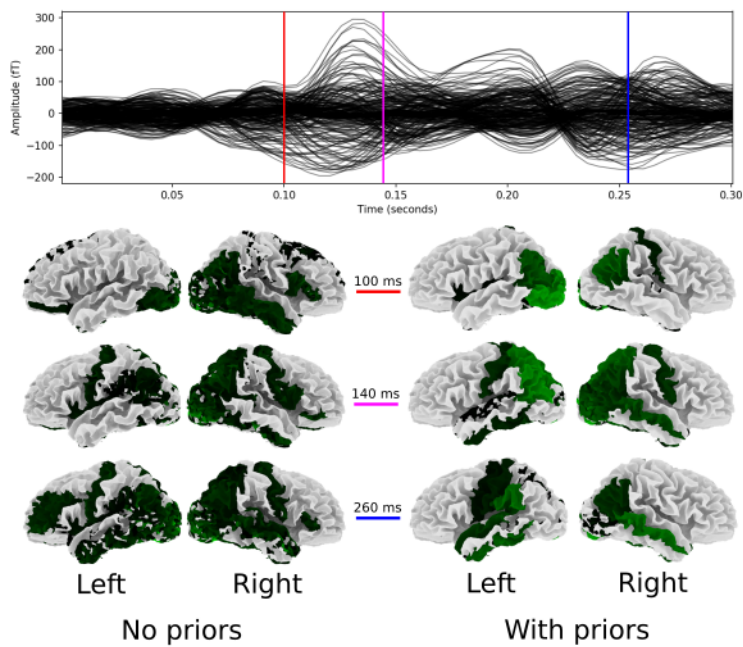 300
200
100
0
−100
−200
Amplitude (fT)
0.05
0.10
0.15
0.20
0.25
0.30
Time (seconds)
100 ms
140 ms
260 ms
Left
Right
Left
Right
No priors
With priors